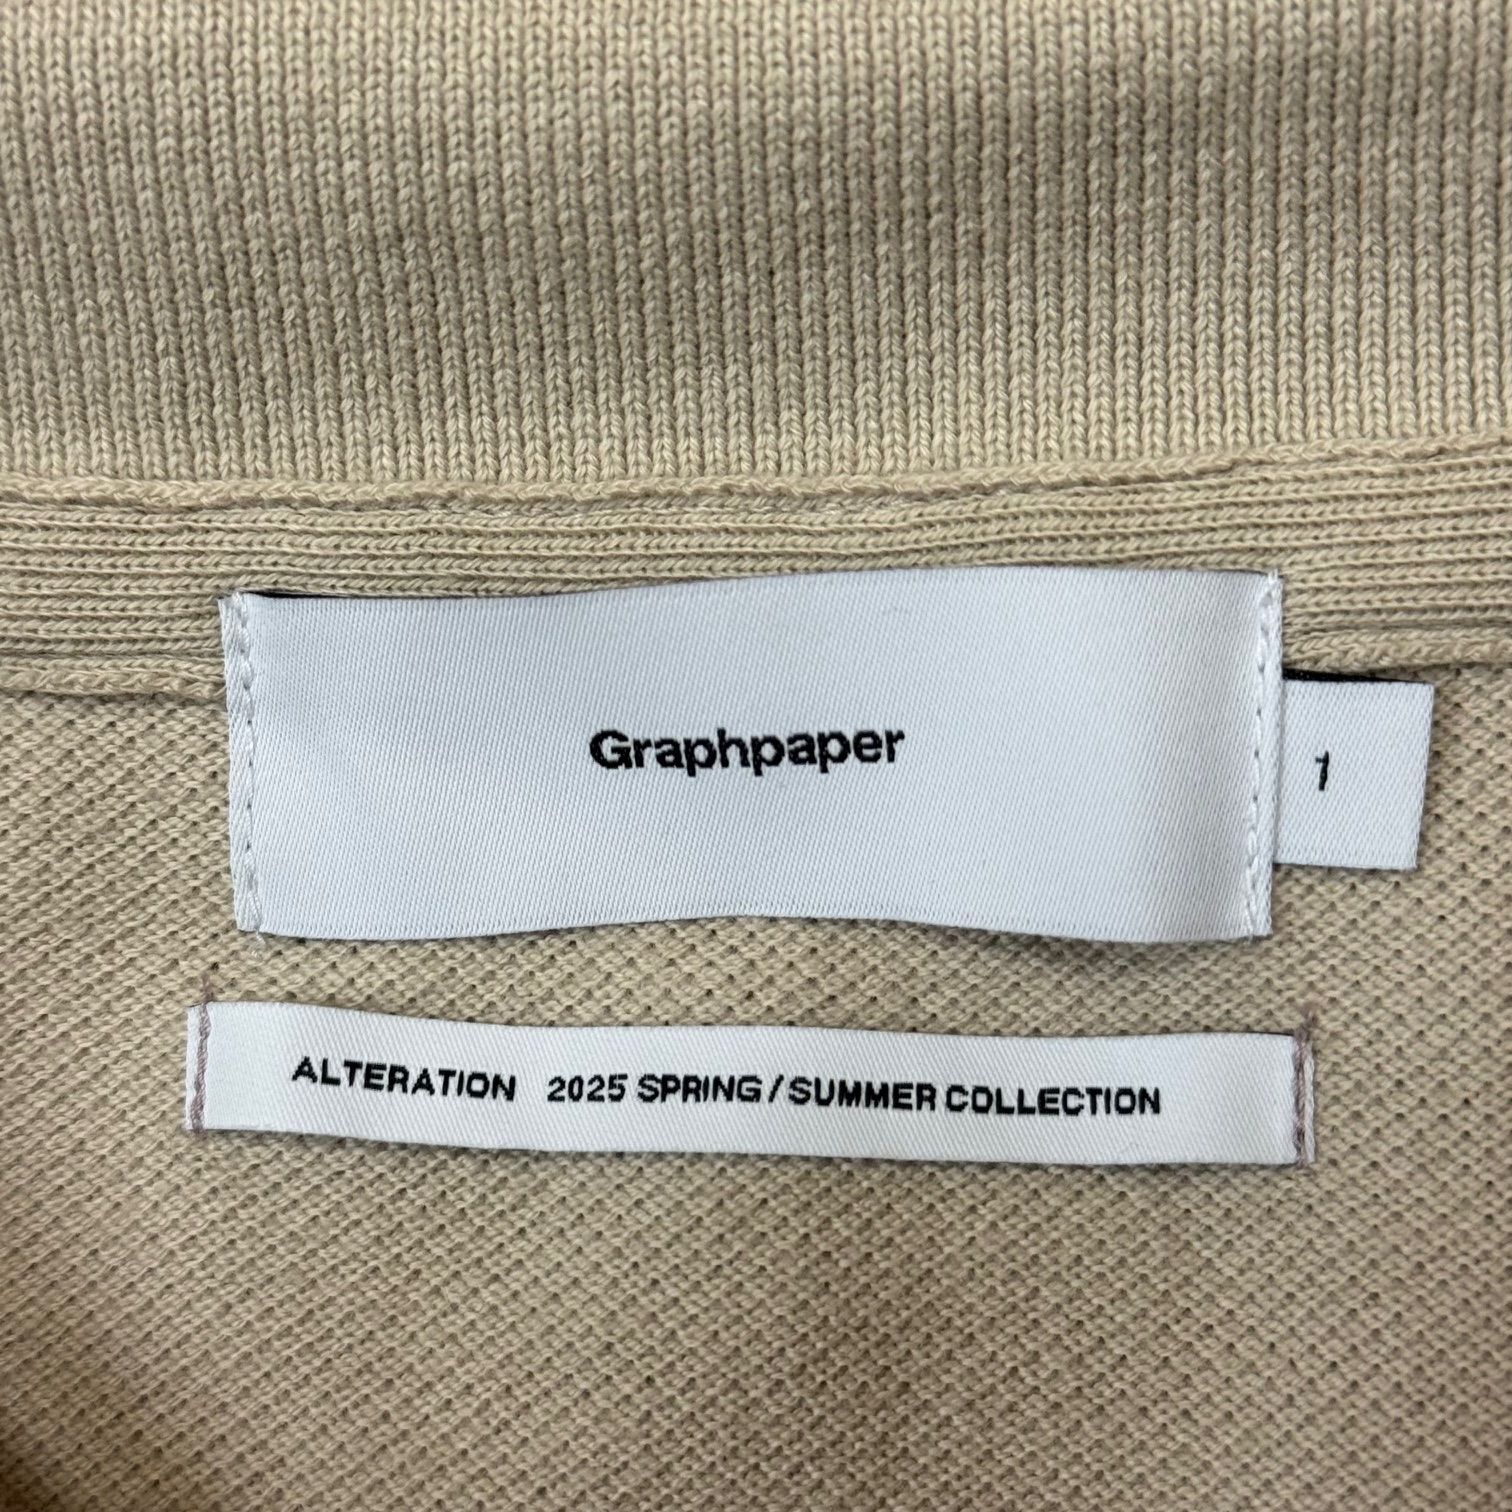 Graphpaper
1
ALTERATION 2025 SPRING/SUMMER COLLECTION